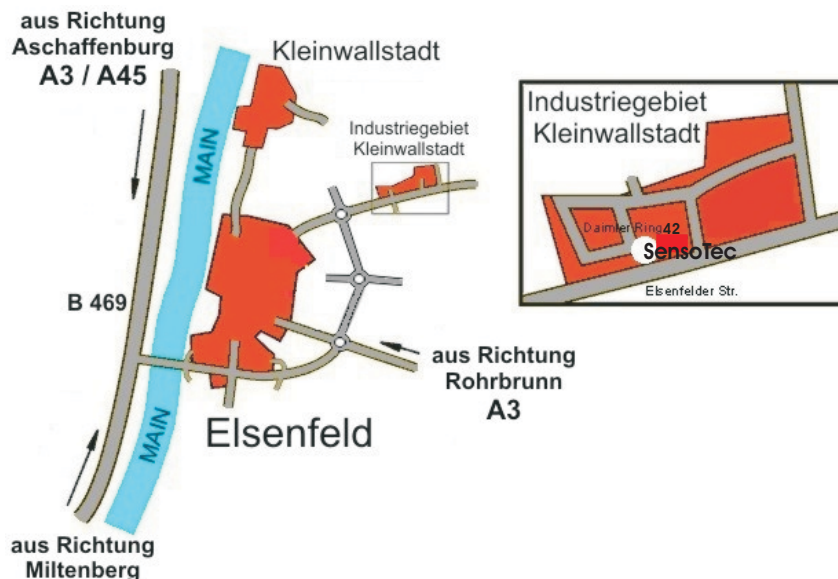 aus Richtung
Aschaffenburg
A3 / A45
Kleinwallstadt
MAIN
Industriegebiet
Kleinwallstadt
B 469
aus Richtung
Rohrbrunn
A3
Elsenfeld
MAIN
aus Richtung
Miltenberg
Industriegebiet
Kleinwallstadt
Daimler Ring 42
SensoTec
Elsenfelder Str.